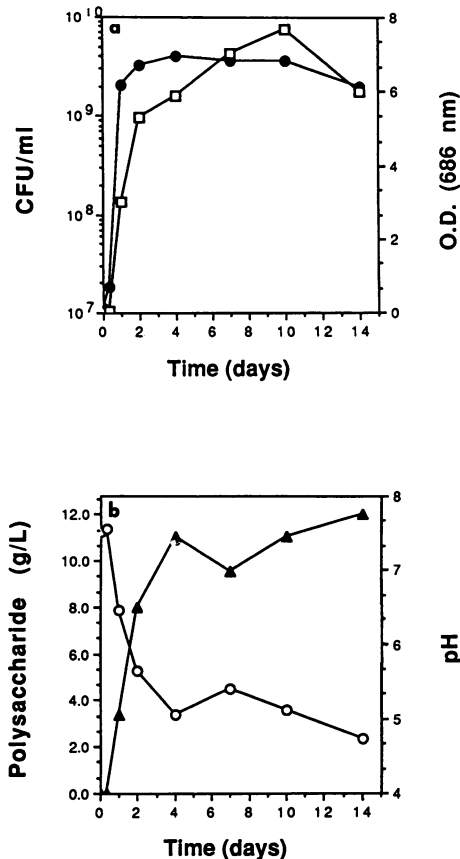 a
10^10
10^9
10^8
10^7
CFU/ml
8
6
4
2
0
O.D. (686 nm)
0 2 4 6 8 10 12 14
Time (days)
b
12.0
10.0
8.0
6.0
4.0
2.0
0.0
Polysaccharide (g/L)
8
7
6
5
4
pH
0 2 4 6 8 10 12 14
Time (days)